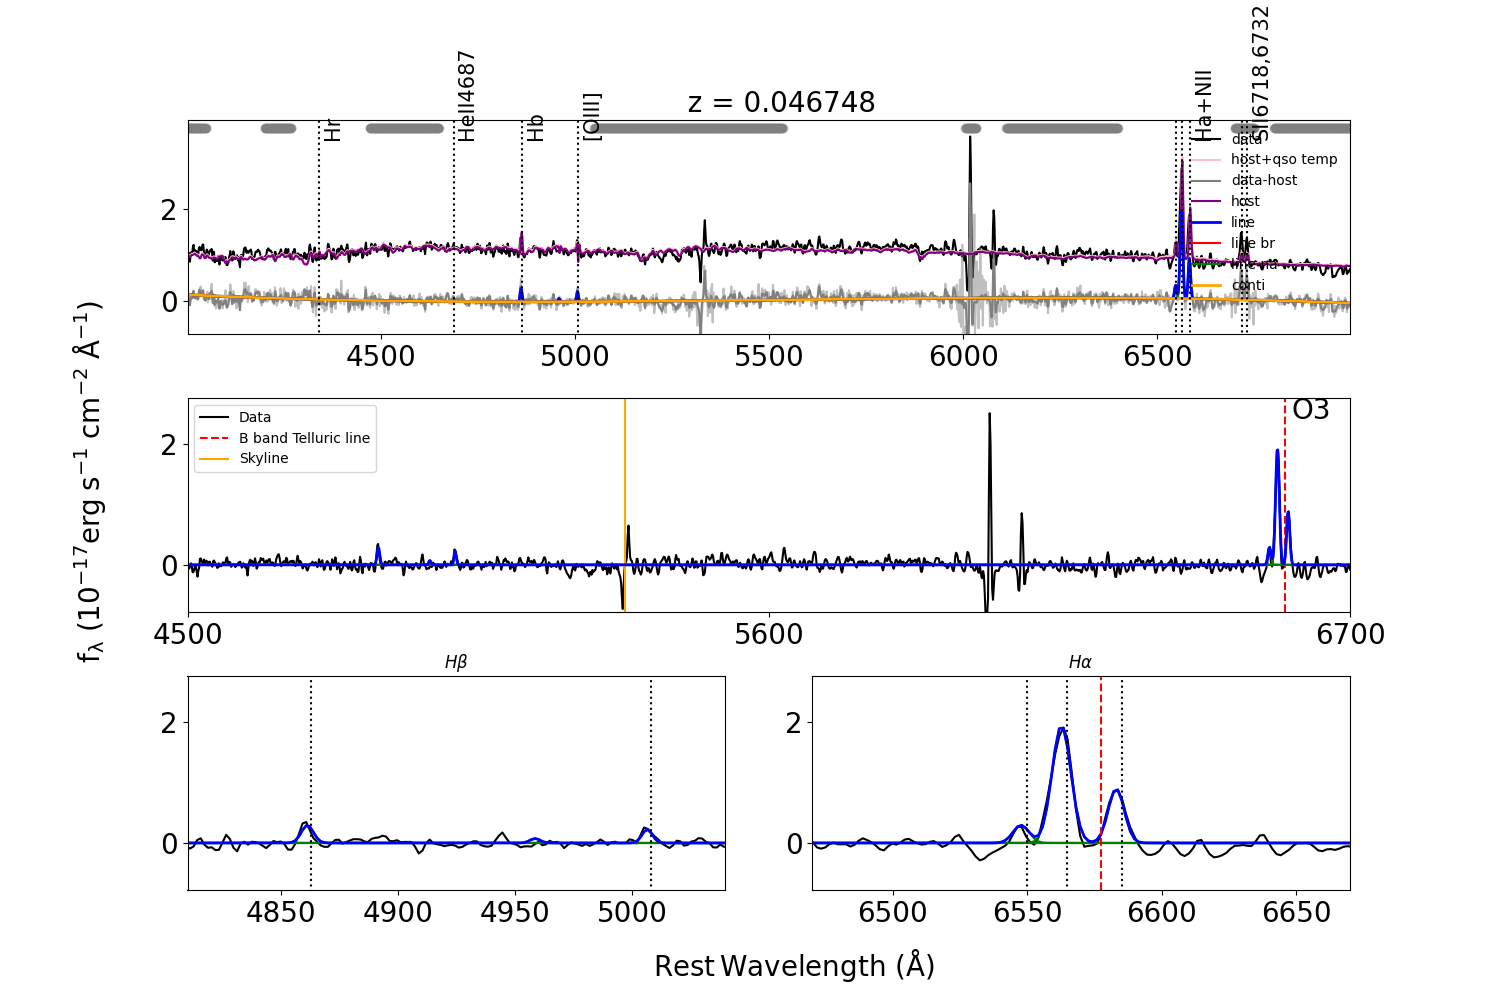 z = 0.046748
Hr
HeII4687
Hb
[OIII]
Ha+NII
SII6718,6732
data
host+qso temp
data-host
host
line
line br
conti
2
0
4500 5000 5500 6000 6500
Data
B band Telluric line
Skyline
O3
2
0
4500 5600 6700
fλ (10⁻¹⁷erg s⁻¹ cm⁻² Å⁻¹)
Hβ
2
0
4850 4900 4950 5000
Hα
2
0
6500 6550 6600 6650
Rest Wavelength (Å)